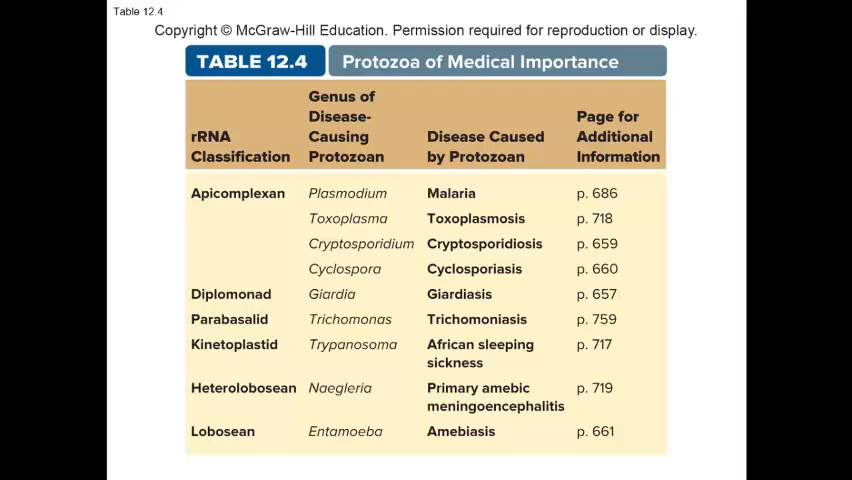 Table 12.4
Copyright © McGraw-Hill Education. Permission required for reproduction or display.
TABLE 12.4 Protozoa of Medical Importance
rRNA Classification
Genus of Disease-Causing Protozoan
Disease Caused by Protozoan
Page for Additional Information
Apicomplexan Plasmodium Malaria p. 686
Toxoplasma Toxoplasmosis p. 718
Cryptosporidium Cryptosporidiosis p. 659
Cyclospora Cyclosporiasis p. 660
Diplomonad Giardia Giardiasis p. 657
Parabasalid Trichomonas Trichomoniasis p. 759
Kinetoplastid Trypanosoma African sleeping p. 717
sickness
Heterolobosean Naegleria Primary amebic p. 719
meningoencephalitis
Lobosean Entamoeba Amebiasis p. 661